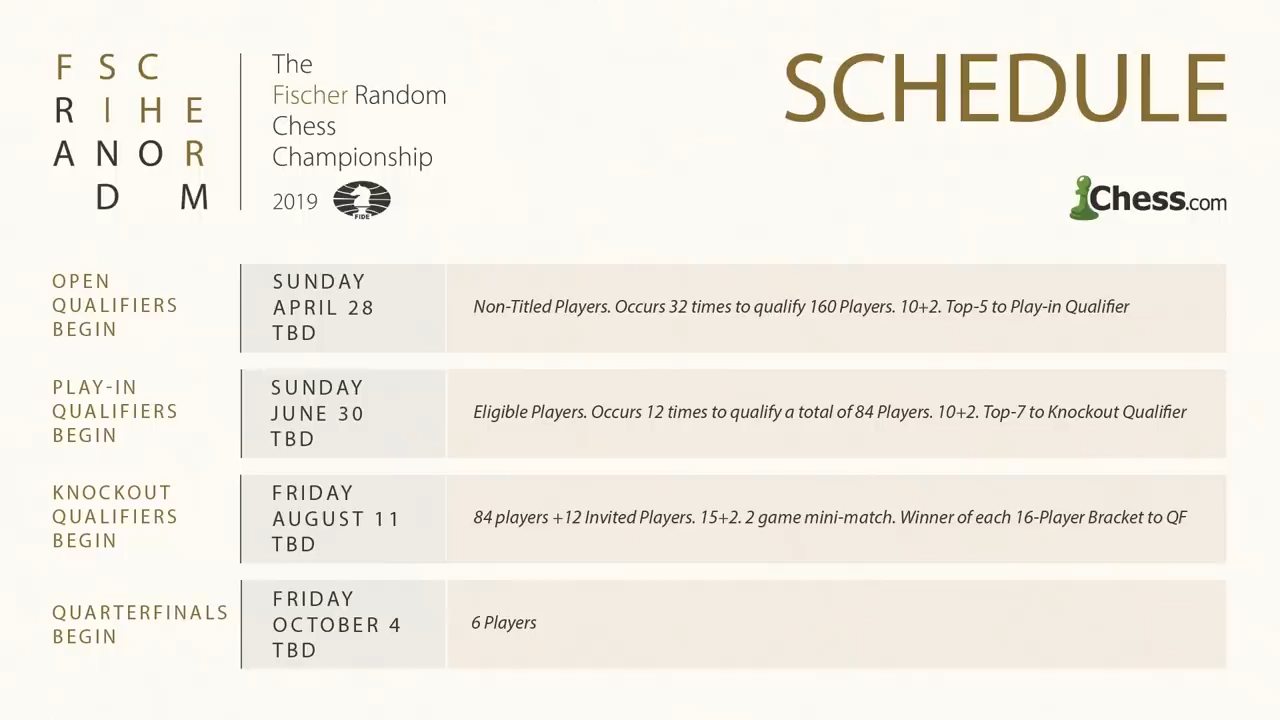 F S C
R I H E
A N O R
D M
The
Fischer Random
Chess
Championship
2019
FIDE
SCHEDULE
Chess.com
OPEN
QUALIFIERS
BEGIN
SUNDAY
APRIL 28
TBD
Non-Titled Players. Occurs 32 times to qualify 160 Players. 10+2. Top-5 to Play-in Qualifier
PLAY-IN
QUALIFIERS
BEGIN
SUNDAY
JUNE 30
TBD
Eligible Players. Occurs 12 times to qualify a total of 84 Players. 10+2. Top-7 to Knockout Qualifier
KNOCKOUT
QUALIFIERS
BEGIN
FRIDAY
AUGUST 11
TBD
84 players +12 Invited Players. 15+2. 2 game mini-match. Winner of each 16-Player Bracket to QF
QUARTERFINALS
BEGIN
FRIDAY
OCTOBER 4
TBD
6 Players